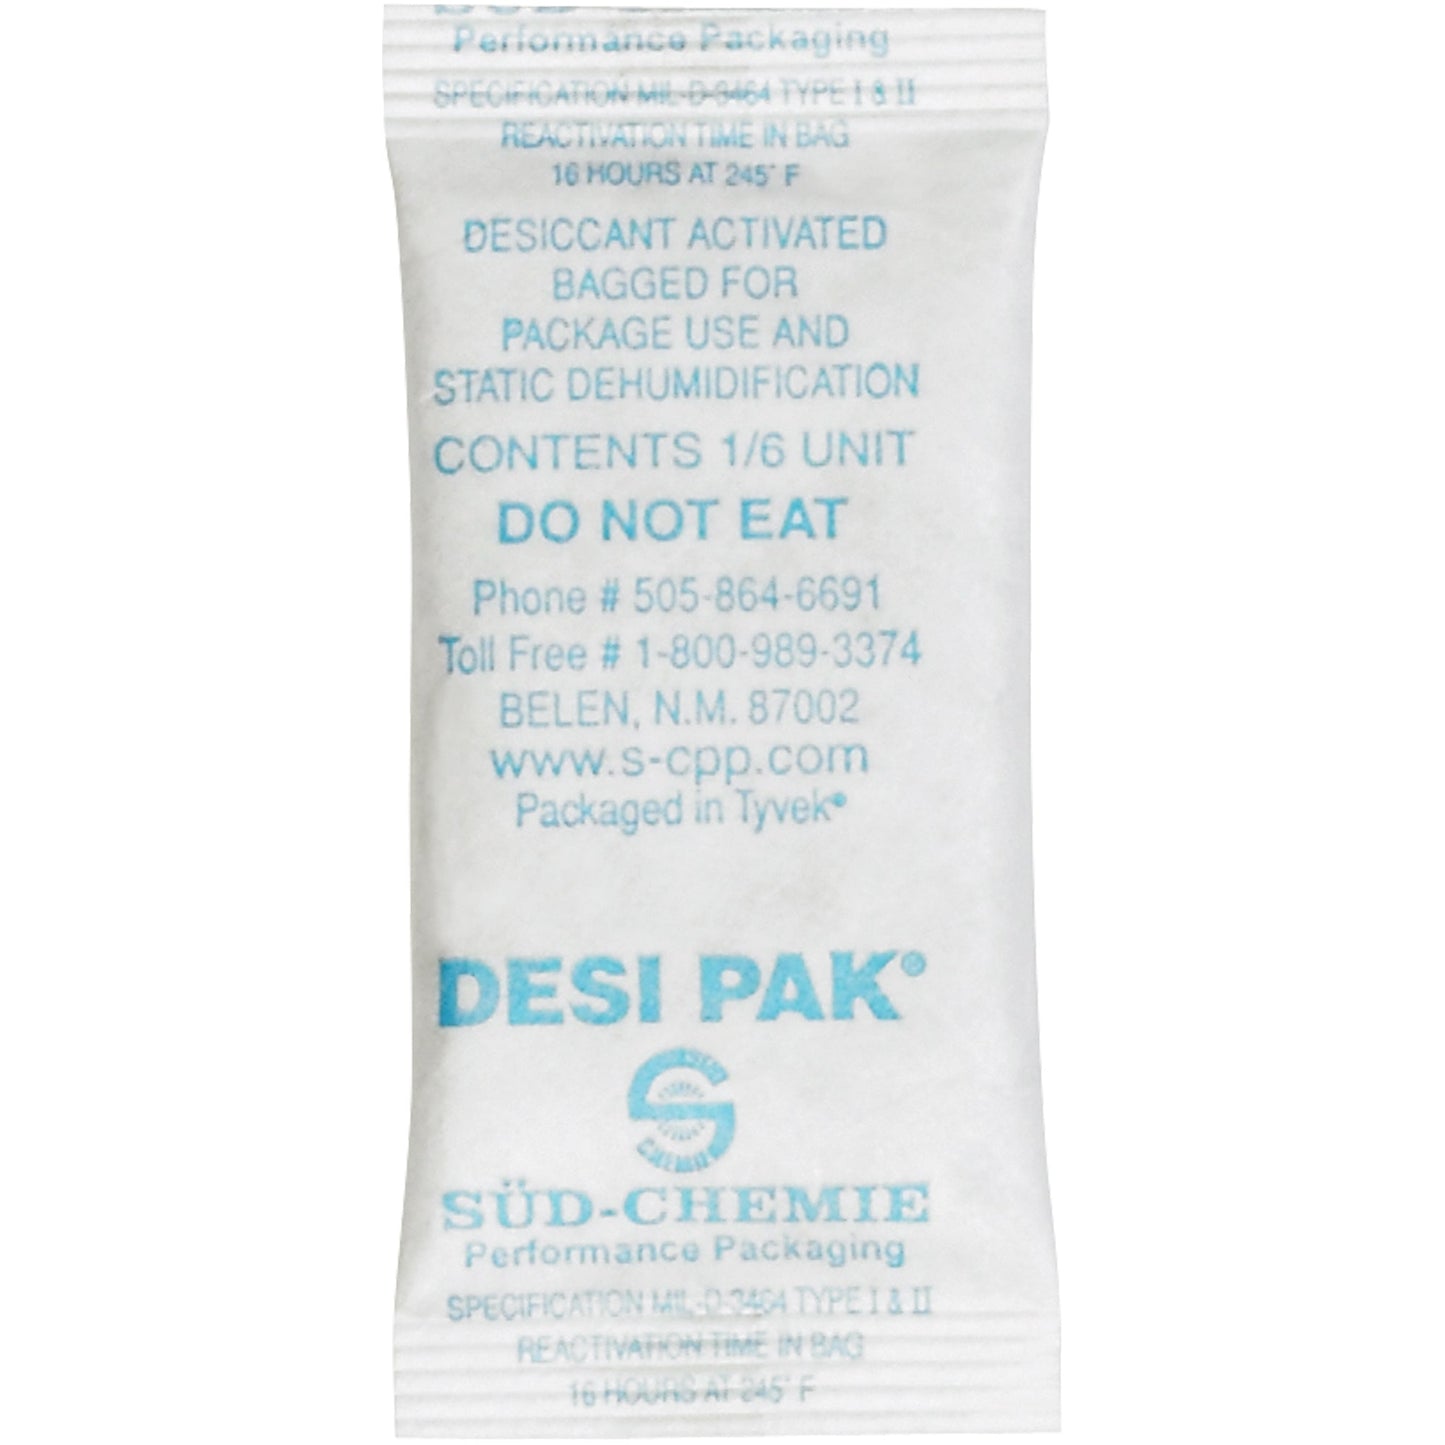 Performance Packaging
SPECIFICATION MIL-D-3464 TYPE I & II
REACTIVATION TIME IN BAG
16 HOURS AT 245° F
DESICCANT ACTIVATED
BAGGED FOR
PACKAGE USE AND
STATIC DEHUMIDIFICATION
CONTENTS 1/6 UNIT
DO NOT EAT
Phone # 505-864-6691
Toll Free # 1-800-989-3374
BELEN, N.M. 87002
www.s-cpp.com
Packaged in Tyvek®
DESI PAK®
CHEMIE
SÜD-CHEMIE
Performance Packaging
SPECIFICATION MIL-D-3464 TYPE I & II
REACTIVATION TIME IN BAG
16 HOURS AT 245° F